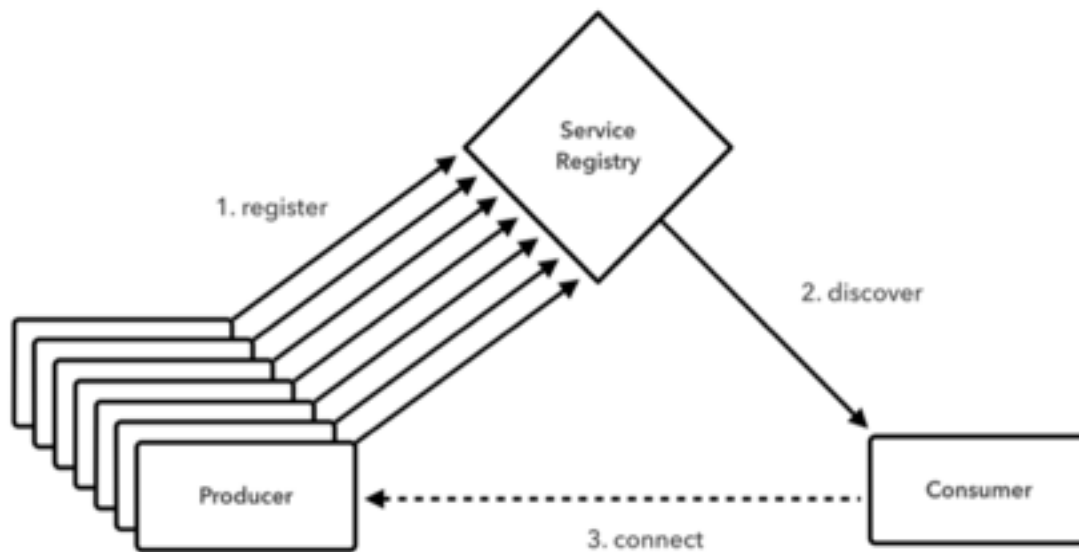 Service
Registry
1. register
2. discover
Producer
Consumer
3. connect